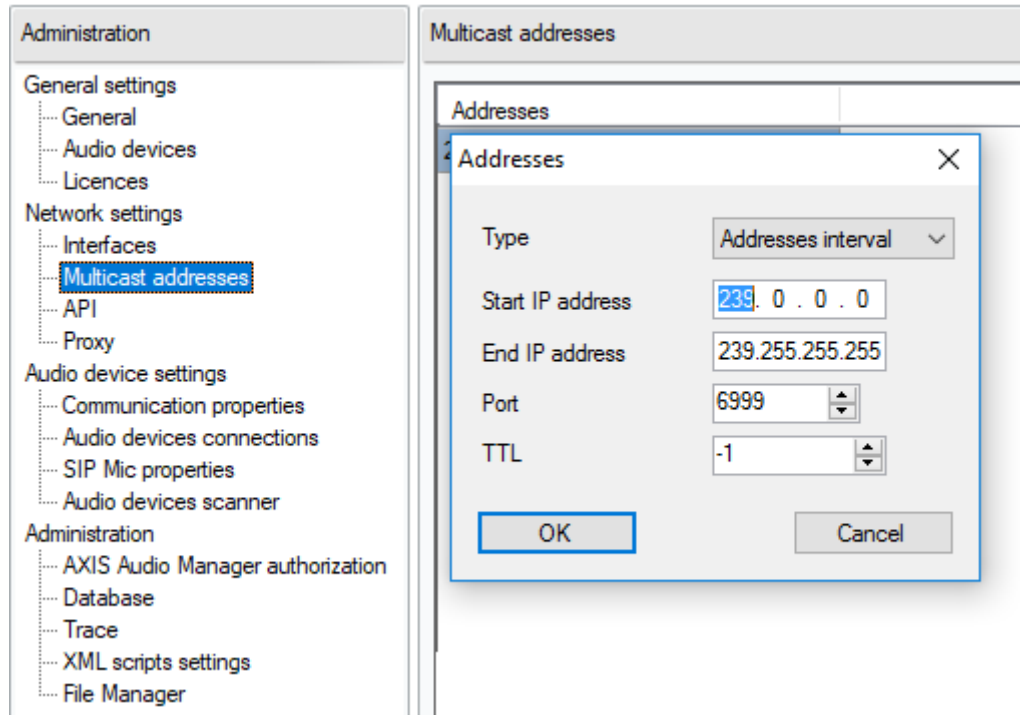 Administration
General settings
General
Audio devices
Licences
Network settings
Interfaces
Multicast addresses
API
Proxy
Audio device settings
Communication properties
Audio devices connections
SIP Mic properties
Audio devices scanner
Administration
AXIS Audio Manager authorization
Database
Trace
XML scripts settings
File Manager
Multicast addresses
Addresses
Addresses
Type Addresses interval
Start IP address 239. 0 . 0 . 0
End IP address 239.255.255.255
Port 6999
TTL -1
OK Cancel